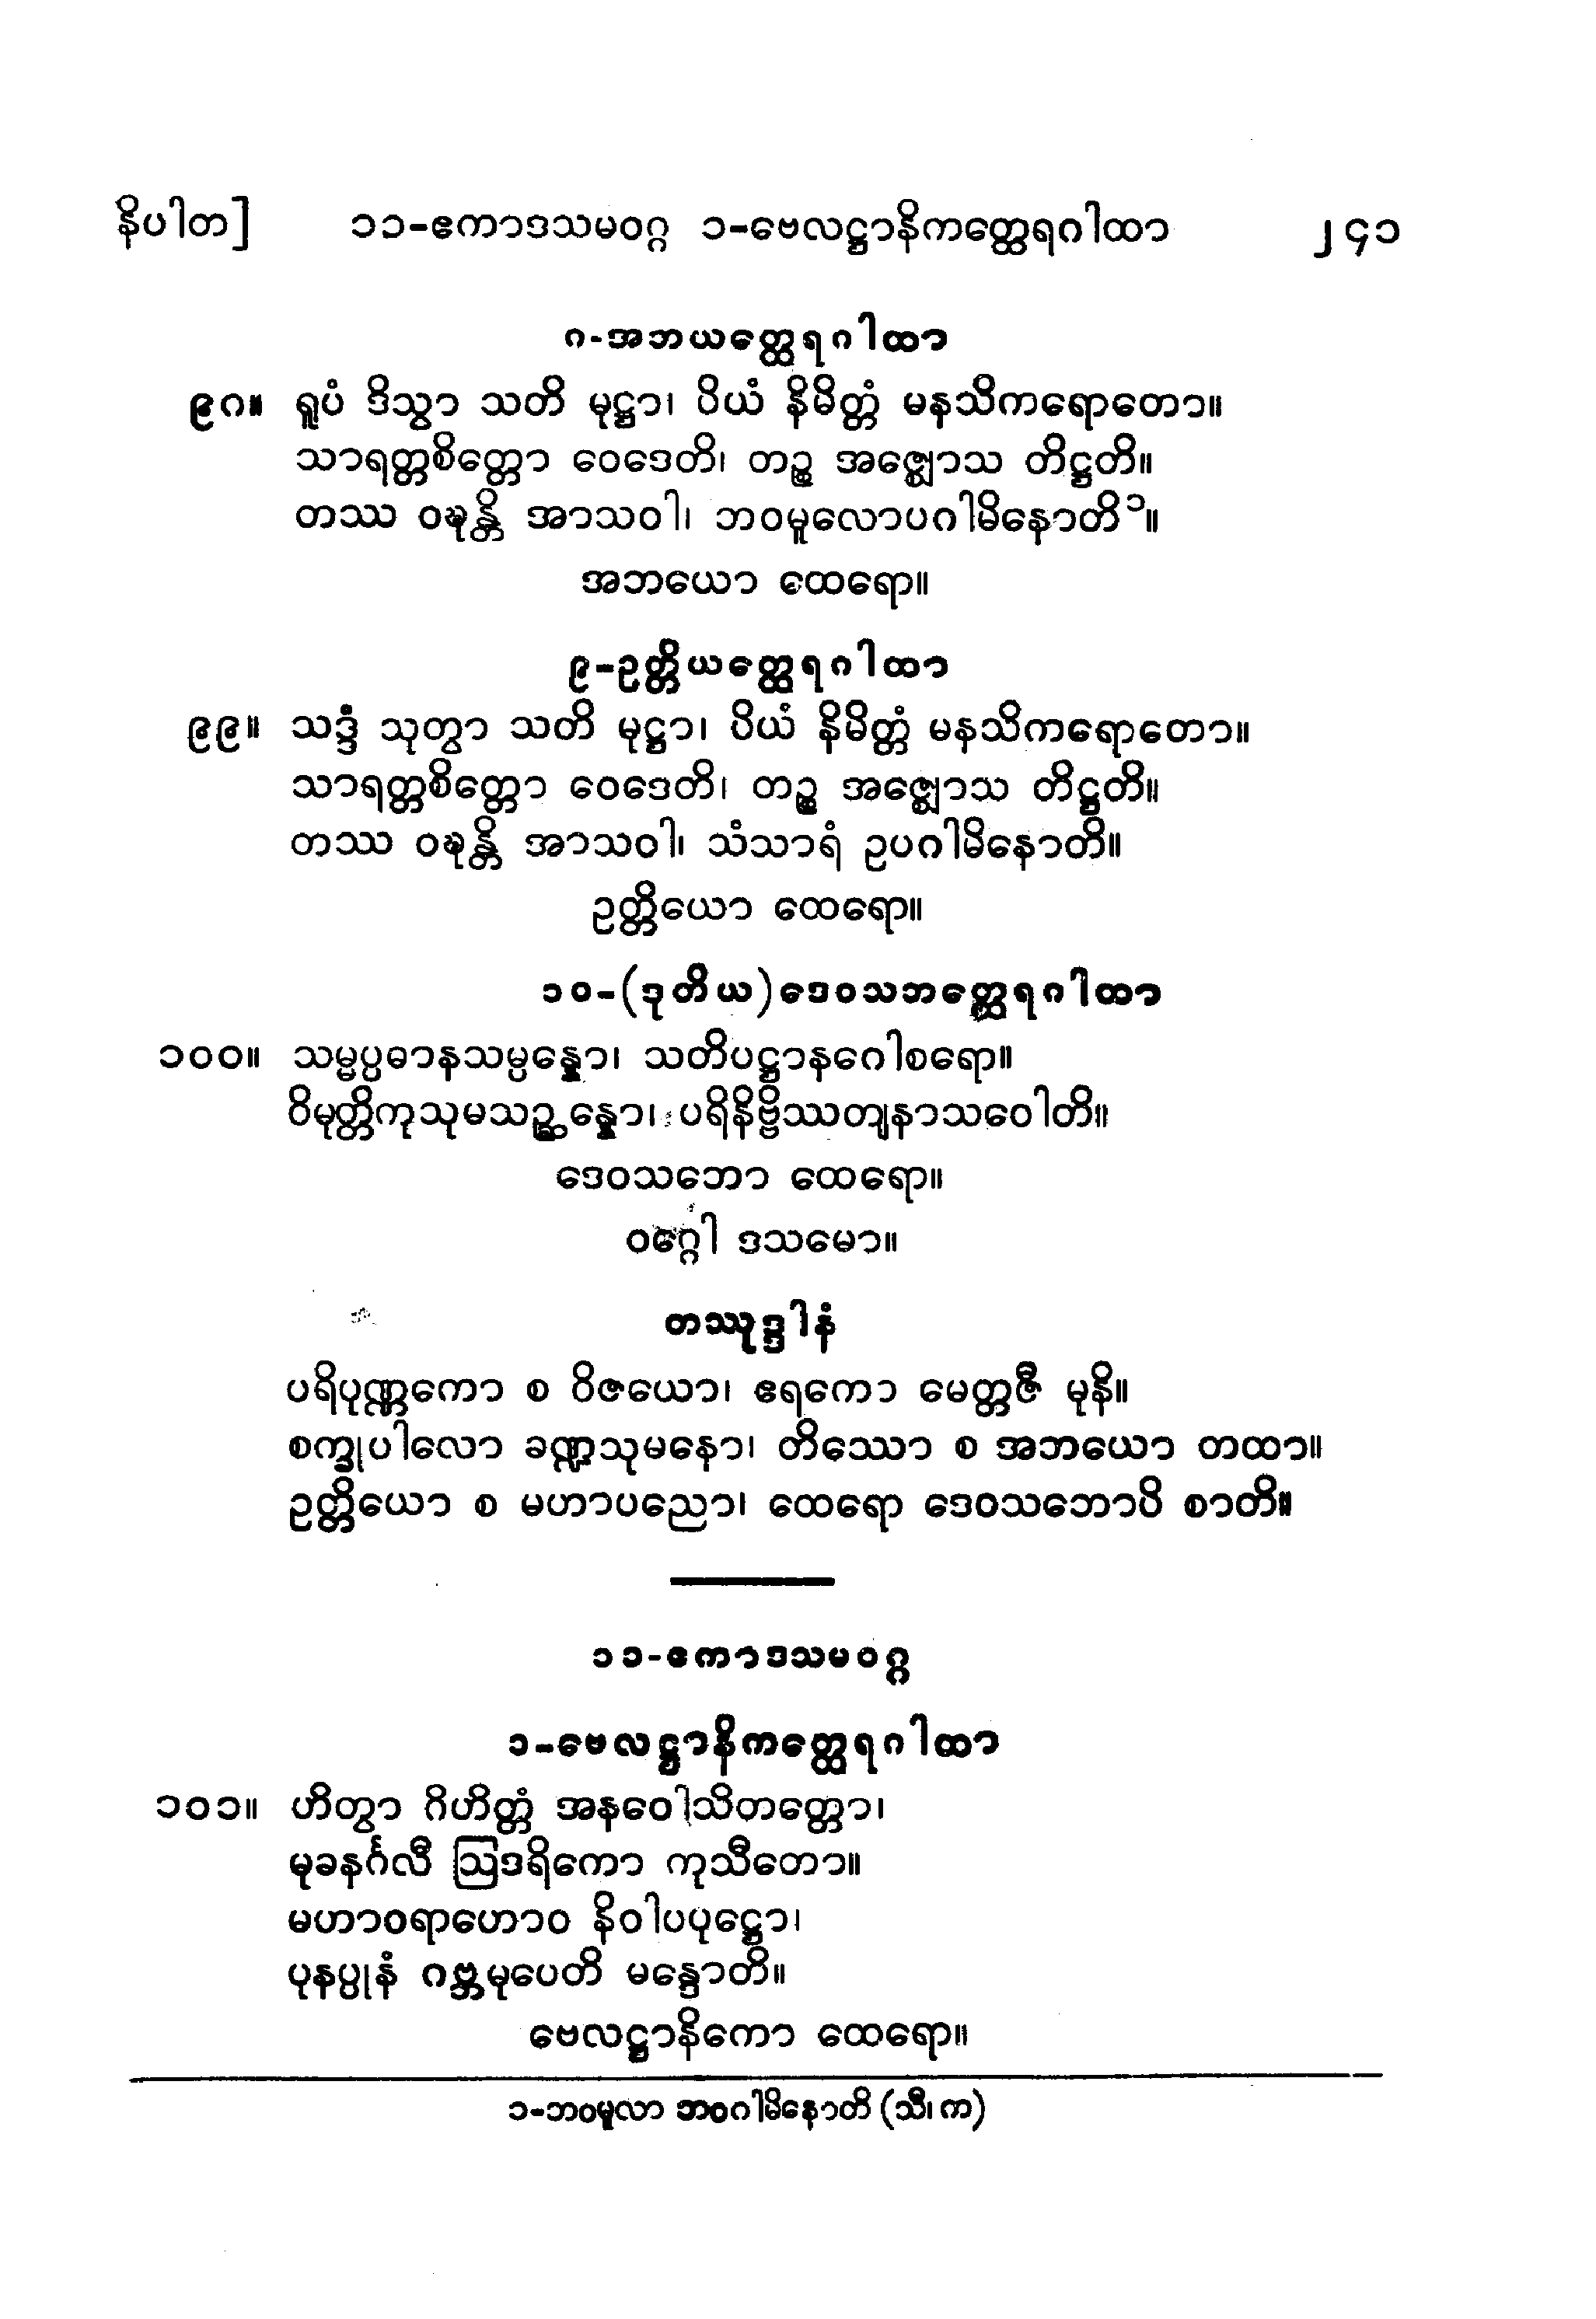 နိပါတ] ၁၁-ဧကာဒသမဝဂ္ဂ ၁-ဗေလဋ္ဌာနိကတ္ထေရဂါထာ ၂၄၁
၈-အဘယတ္ထေရဂါထာ
၉၈။ ရူပံ ဒိသွာ သတိ မုဋ္ဌာ၊ ပိယံ နိမိတ္တံ မနသိကရောတော။
သာရတ္တစိတ္တော ဝေဒေတိ၊ တဉ္စ အဇ္ဈောသ တိဋ္ဌတိ။
တဿ ဝဍ္ဎန္တိ အာသဝါ၊ ဘဝမူလောပဂါမိနောတိ၁။
အဘယော ထေရော။
၉-ဥတ္တိယတ္ထေရဂါထာ
၉၉။ သဒ္ဒံ သုတွာ သတိ မုဋ္ဌာ၊ ပိယံ နိမိတ္တံ မနသိကရောတော။
သာရတ္တစိတ္တော ဝေဒေတိ၊ တဉ္စ အဇ္ဈောသ တိဋ္ဌတိ။
တဿ ဝဍ္ဎန္တိ အာသဝါ၊ သံသာရံ ဥပဂါမိနောတိ။
ဥတ္တိယော ထေရော။
၁၀-(ဒုတိယ)ဒေဝသဘတ္ထေရဂါထာ
၁၀၀။ သမ္မပ္ပဓာနသမ္ပန္နော၊ သတိပဋ္ဌာနဂေါစရော။
ဝိမုတ္တိကုသုမသဉ္ဆန္နော၊ ပရိနိဗ္ဗိဿတျနာသဝေါတိ။
ဒေဝသဘော ထေရော။
ဝဂ္ဂေါ ဒသမော။
တဿုဒ္ဒါနံ
ပရိပုဏ္ဏကော စ ဝိဇယော၊ ဧရကော မေတ္တဇီ မုနိ။
စက္ခုပါလော ခဏ္ဍသုမနော၊ တိဿော စ အဘယော တထာ။
ဥတ္တိယော စ မဟာပညော၊ ထေရော ဒေဝသဘောပိ စာတိ။
၁၁-ဧကာဒသမဝဂ္ဂ
၁-ဗေလဋ္ဌာနိကတ္ထေရဂါထာ
၁၀၁။ ဟိတွာ ဂိဟိတ္တံ အနဝေါသိတတ္တော၊
မုခနင်္ဂလီ ဩဒရိကော ကုသီတော။
မဟာဝရာဟောဝ နိဝါပပုဋ္ဌော၊
ပုနပ္ပုနံ ဂဗ္ဘမုပေတိ မန္ဒောတိ။
ဗေလဋ္ဌာနိကော ထေရော။
၁-ဘဝမူလာ ဘဝဂါမိနောတိ (သီ၊ က)